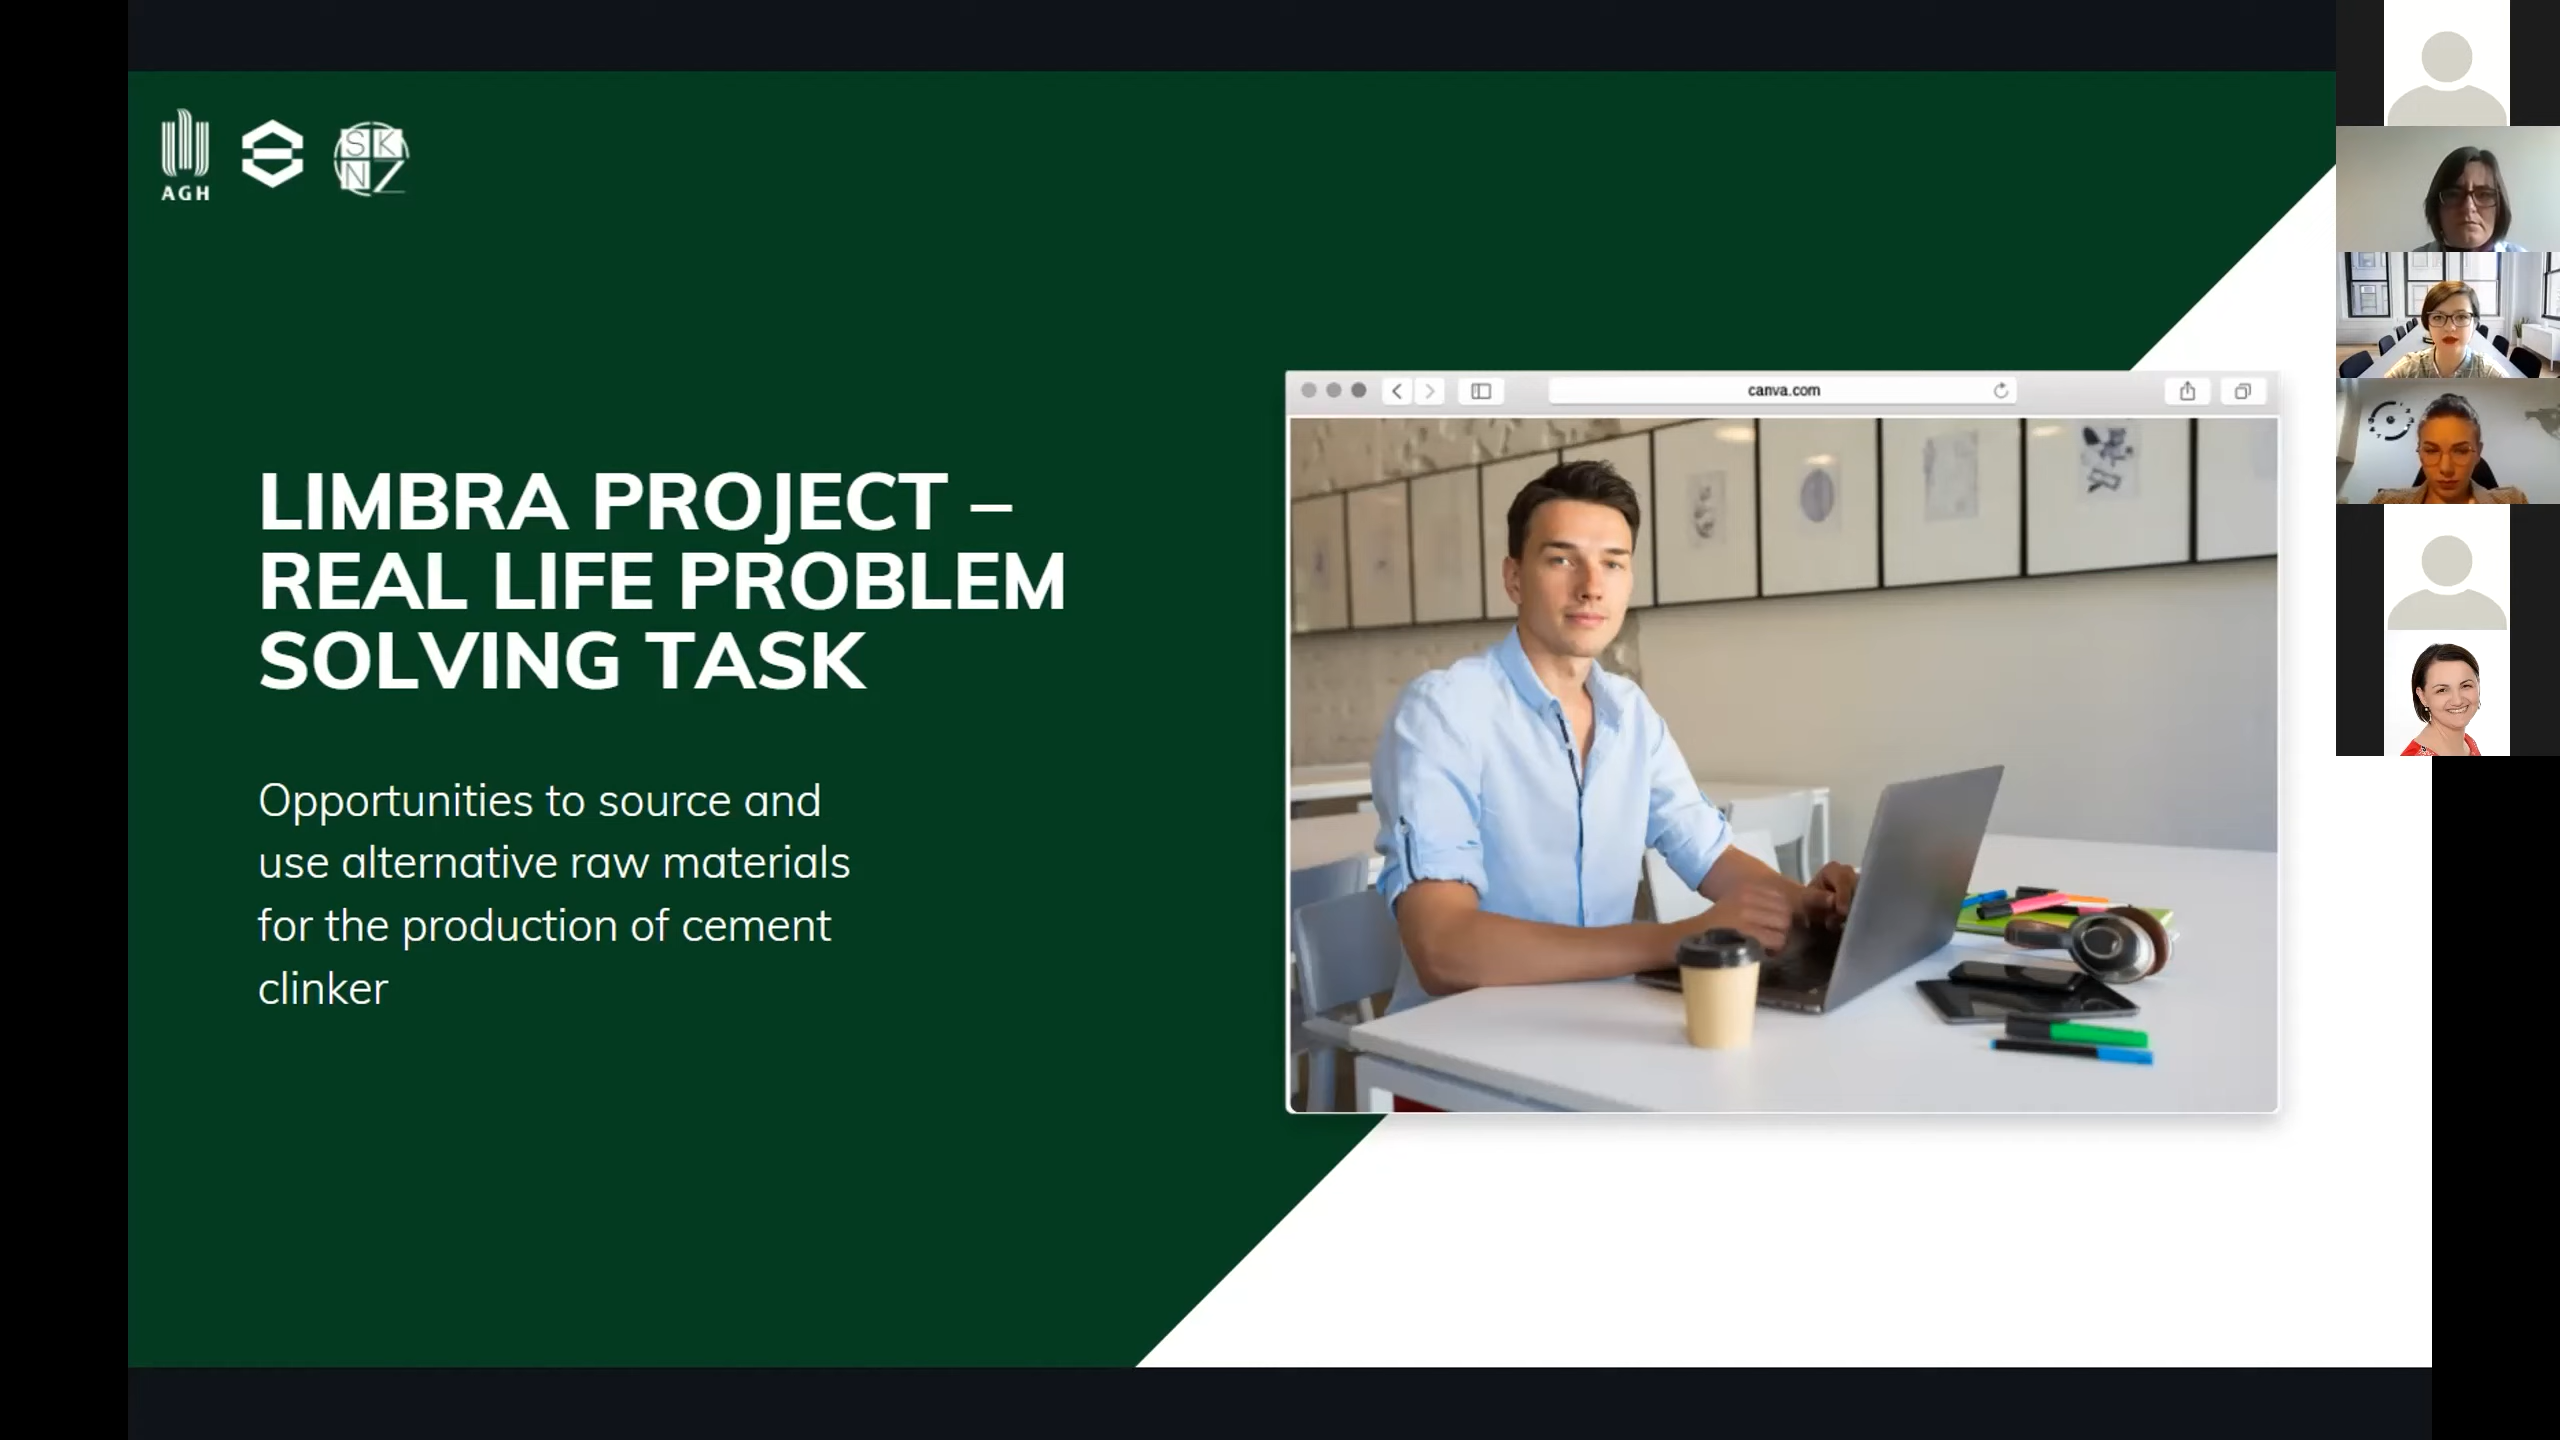 AGH
SK
NZ
LIMBRA PROJECT –
REAL LIFE PROBLEM
SOLVING TASK
Opportunities to source and
use alternative raw materials
for the production of cement
clinker
canva.com